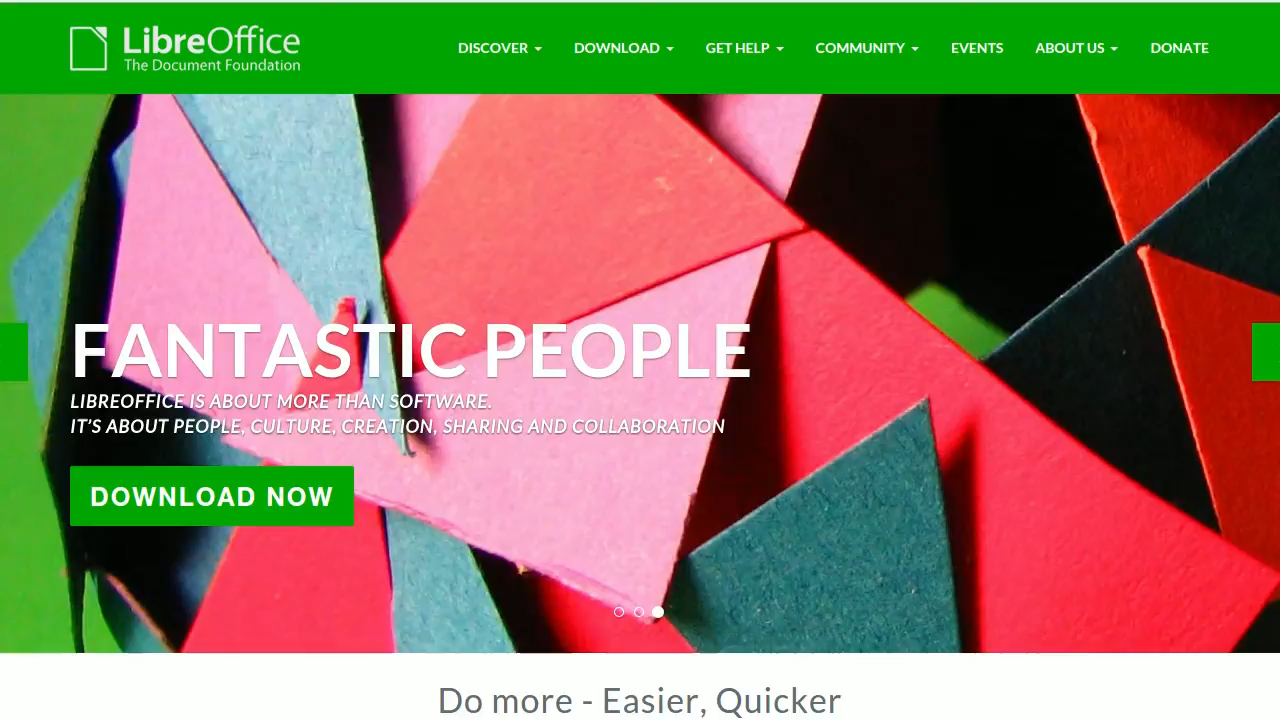 LibreOffice
The Document Foundation
DISCOVER DOWNLOAD GET HELP COMMUNITY EVENTS ABOUT US DONATE
FANTASTIC PEOPLE
LIBREOFFICE IS ABOUT MORE THAN SOFTWARE.
IT'S ABOUT PEOPLE, CULTURE, CREATION, SHARING AND COLLABORATION
DOWNLOAD NOW
Do more - Easier, Quicker